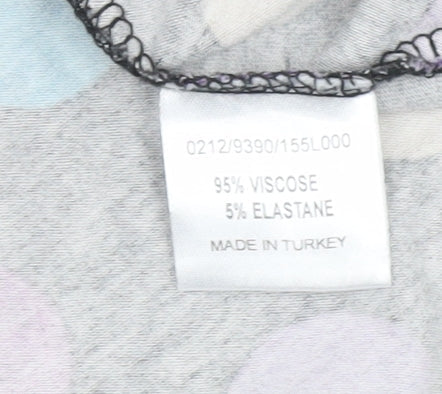 0212/9390/155L000
95% VISCOSE
5% ELASTANE
MADE IN TURKEY